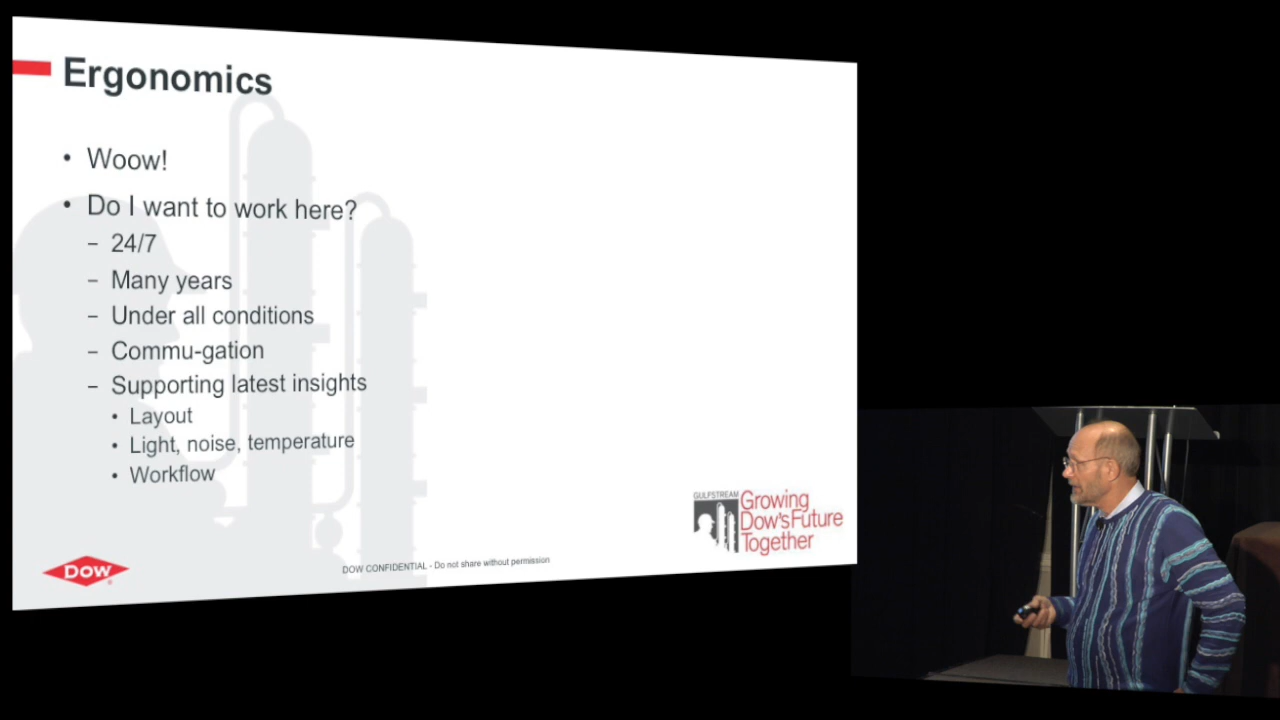 Ergonomics
• Woow!
• Do I want to work here?
– 24/7
– Many years
– Under all conditions
– Commu-gation
– Supporting latest insights
• Layout
• Light, noise, temperature
• Workflow
GULFSTREAM
Growing
Dow'sFuture
Together
DOW
DOW CONFIDENTIAL - Do not share without permission